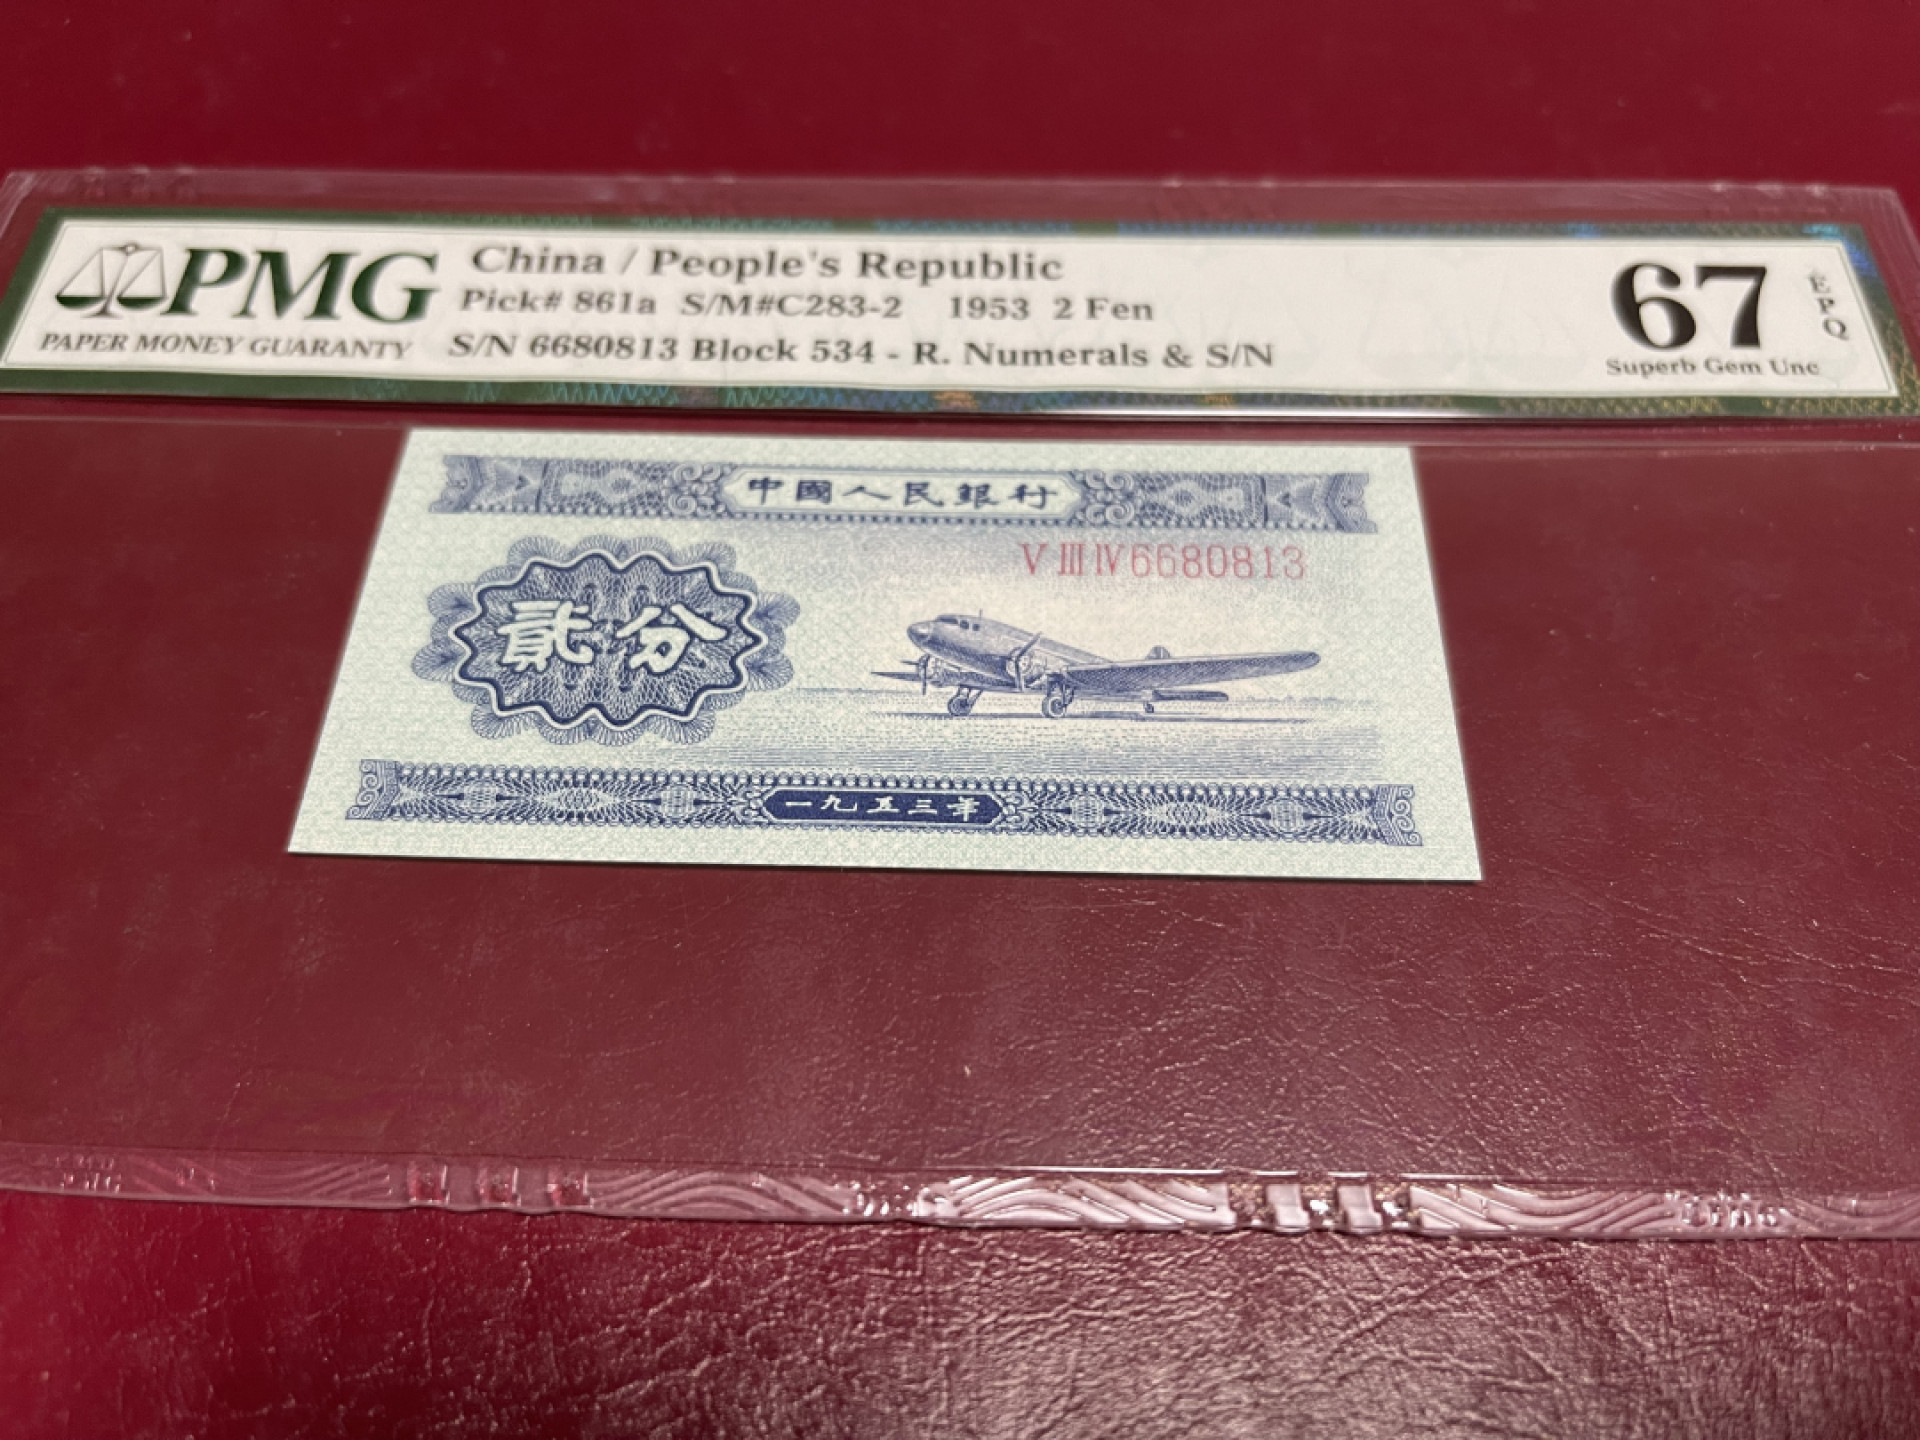 PMG
PAPER MONEY GUARANTY
China / People's Republic
Pick# 861a S/M#C283-2 1953 2 Fen
S/N 6680813 Block 534 - R. Numerals & S/N
67
EPQ
Superb Gem Unc
中國人民銀行
V III IV 6680813
貳分
一九五三年